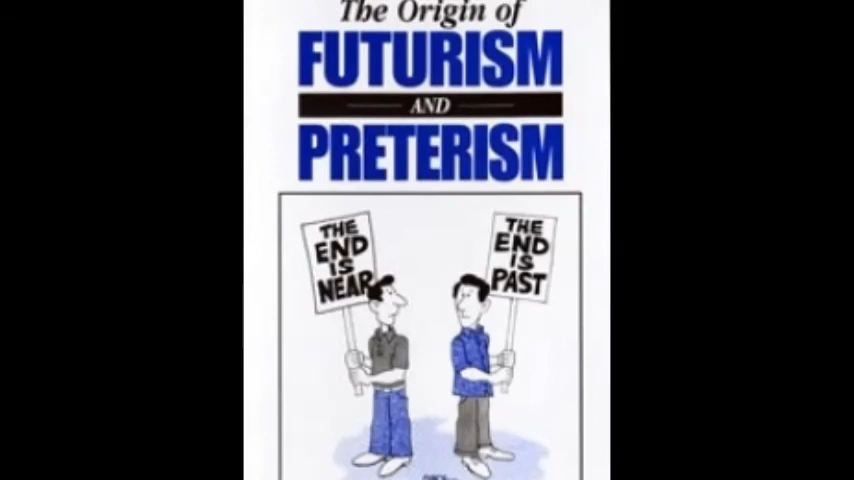 The Origin of
FUTURISM
AND
PRETERISM
THE
END
IS
NEAR
THE
END
IS
PAST